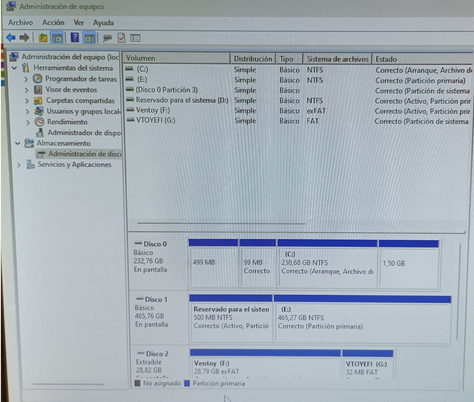 Administración de equipos
Archivo Acción Ver Ayuda
Administración del equipo (loc
Herramientas del sistema
Programador de tareas
Visor de eventos
Carpetas compartidas
Usuarios y grupos locale
Rendimiento
Administrador de dispo
Almacenamiento
Administración de disc
Servicios y Aplicaciones
Volumen Distribución Tipo Sistema de archivos Estado
(C:) Simple Básico NTFS Correcto (Arranque, Archivo d
(E:) Simple Básico NTFS Correcto (Partición primaria)
(Disco 0 Partición 3) Simple Básico Correcto (Partición de sistema
Reservado para el sistema (D:) Simple Básico NTFS Correcto (Activo, Partición pri
Ventoy (F:) Simple Básico exFAT Correcto (Activo, Partición pri
VTOYEFI (G:) Simple Básico FAT Correcto (Partición de sistema
Disco 0
Básico
232,76 GB
En pantalla
499 MB
99 MB
Correcto
(C:)
230,68 GB NTFS
Correcto (Arranque, Archivo d
1,50 GB
Disco 1
Básico
465,76 GB
En pantalla
Reservado para el sisten
500 MB NTFS
Correcto (Activo, Partició
(E:)
465,27 GB NTFS
Correcto (Partición primaria)
Disco 2
Extraíble
28,82 GB
Ventoy (F:)
28,79 GB exFAT
VTOYEFI (G:)
32 MB FAT
No asignado Partición primaria